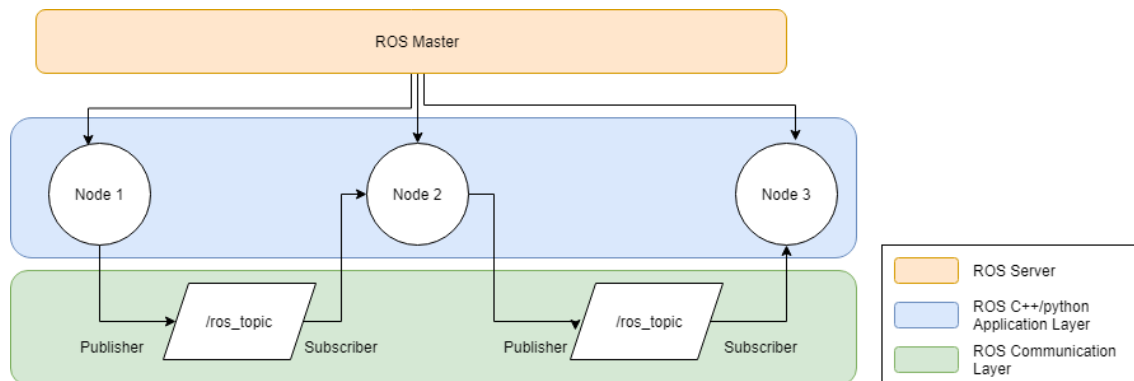 ROS Master
Node 1
Node 2
Node 3
/ros_topic
/ros_topic
Publisher
Subscriber
Publisher
Subscriber
ROS Server
ROS C++/python
Application Layer
ROS Communication
Layer